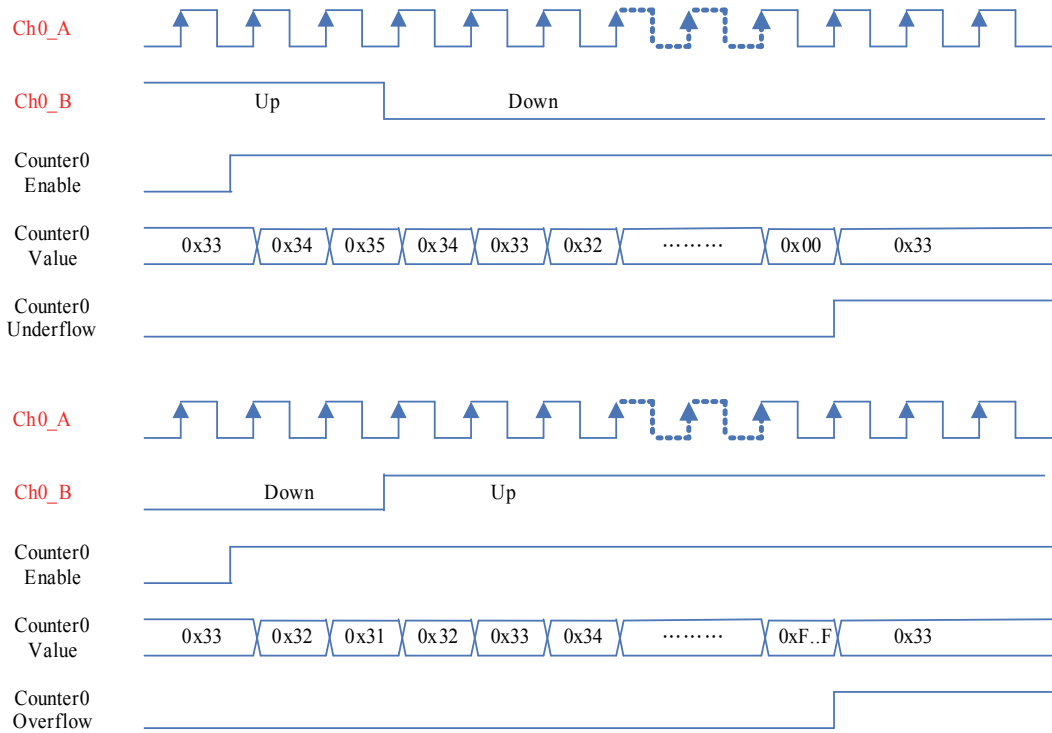 Ch0_A
Ch0_B
Up
Down
Counter0
Enable
Counter0
Value
0x33
0x34
0x35
0x34
0x33
0x32
………
0x00
0x33
Counter0
Underflow
Ch0_A
Ch0_B
Down
Up
Counter0
Enable
Counter0
Value
0x33
0x32
0x31
0x32
0x33
0x34
………
0xF..F
0x33
Counter0
Overflow